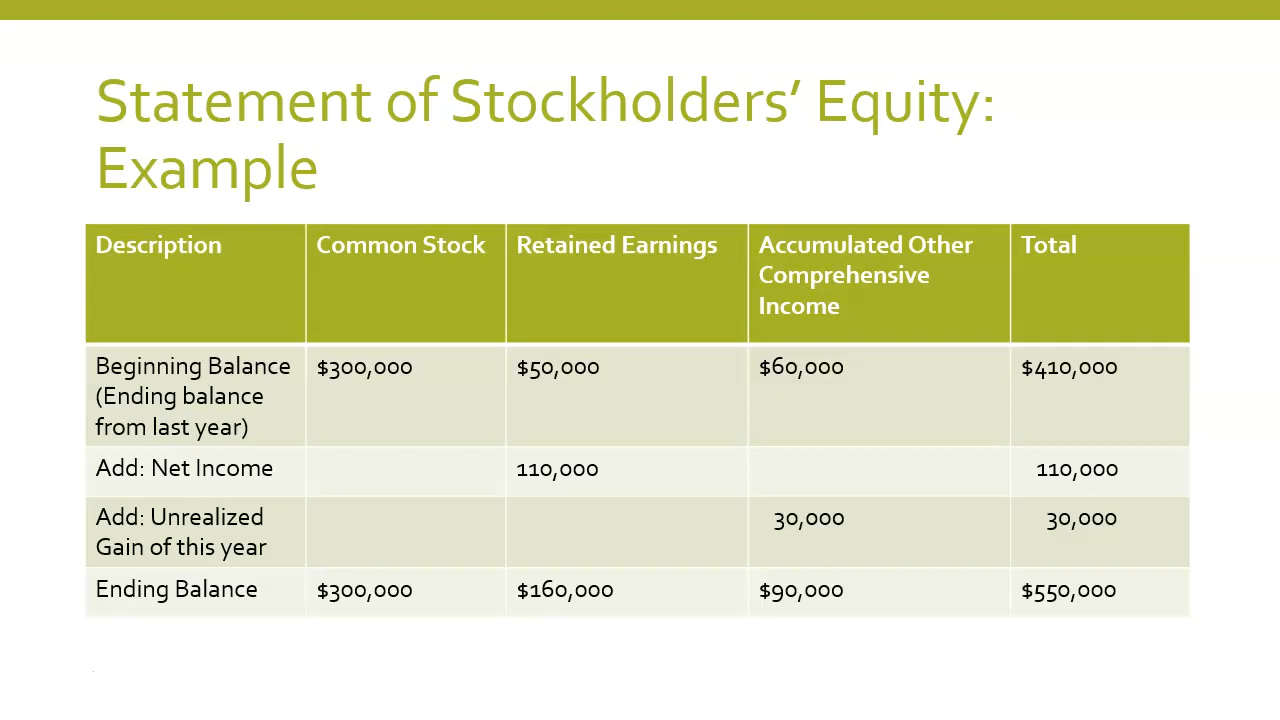 Statement of Stockholders’ Equity:
Example
Description Common Stock Retained Earnings Accumulated Other Comprehensive Income Total
Beginning Balance (Ending balance from last year) $300,000 $50,000 $60,000 $410,000
Add: Net Income 110,000 110,000
Add: Unrealized Gain of this year 30,000 30,000
Ending Balance $300,000 $160,000 $90,000 $550,000